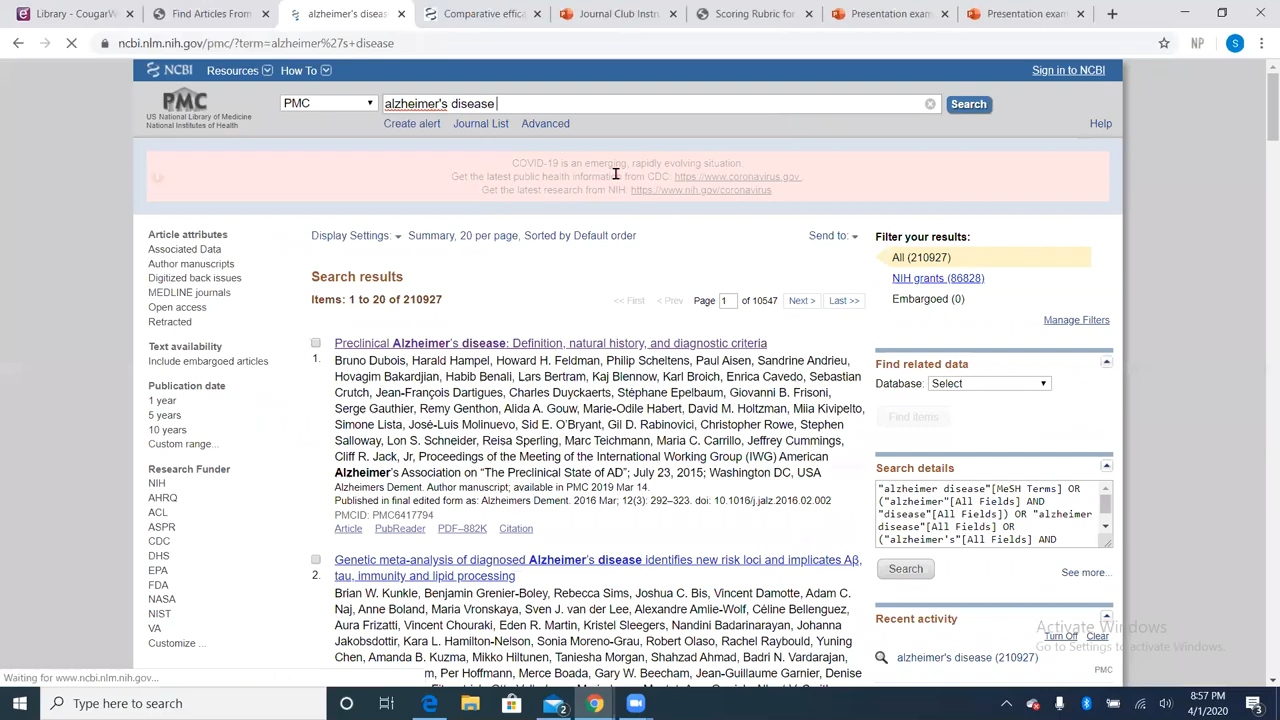 Library - CougarW
Find Articles From
alzheimer's disease
Comparative effica
Journal Club Instru
Scoring Rubric for
Presentation exam
Presentation exam
ncbi.nlm.nih.gov/pmc/?term=alzheimer%27s+disease
NP
S
NCBI Resources How To
Sign in to NCBI
PMC
US National Library of Medicine
National Institutes of Health
PMC
alzheimer's disease
Search
Create alert Journal List Advanced
Help
COVID-19 is an emerging, rapidly evolving situation.
Get the latest public health information from CDC: https://www.coronavirus.gov .
Get the latest research from NIH: https://www.nih.gov/coronavirus
Article attributes
Associated Data
Author manuscripts
Digitized back issues
MEDLINE journals
Open access
Retracted
Text availability
Include embargoed articles
Publication date
1 year
5 years
10 years
Custom range...
Research Funder
NIH
AHRQ
ACL
ASPR
CDC
DHS
EPA
FDA
NASA
NIST
VA
Customize ...
Display Settings: Summary, 20 per page, Sorted by Default order
Send to:
Search results
Items: 1 to 20 of 210927
<< First < Prev Page 1 of 10547 Next > Last >>
Preclinical Alzheimer's disease: Definition, natural history, and diagnostic criteria
1. Bruno Dubois, Harald Hampel, Howard H. Feldman, Philip Scheltens, Paul Aisen, Sandrine Andrieu,
Hovagim Bakardjian, Habib Benali, Lars Bertram, Kaj Blennow, Karl Broich, Enrica Cavedo, Sebastian
Crutch, Jean-François Dartigues, Charles Duyckaerts, Stéphane Epelbaum, Giovanni B. Frisoni,
Serge Gauthier, Remy Genthon, Alida A. Gouw, Marie-Odile Habert, David M. Holtzman, Miia Kivipelto,
Simone Lista, José-Luis Molinuevo, Sid E. O'Bryant, Gil D. Rabinovici, Christopher Rowe, Stephen
Salloway, Lon S. Schneider, Reisa Sperling, Marc Teichmann, Maria C. Carrillo, Jeffrey Cummings,
Cliff R. Jack, Jr, Proceedings of the Meeting of the International Working Group (IWG) American
Alzheimer's Association on “The Preclinical State of AD”; July 23, 2015; Washington DC, USA
Alzheimers Dement. Author manuscript; available in PMC 2019 Mar 14.
Published in final edited form as: Alzheimers Dement. 2016 Mar; 12(3): 292–323. doi: 10.1016/j.jalz.2016.02.002
PMCID: PMC6417794
Article PubReader PDF–882K Citation
Genetic meta-analysis of diagnosed Alzheimer's disease identifies new risk loci and implicates Aβ,
2. tau, immunity and lipid processing
Brian W. Kunkle, Benjamin Grenier-Boley, Rebecca Sims, Joshua C. Bis, Vincent Damotte, Adam C.
Naj, Anne Boland, Maria Vronskaya, Sven J. van der Lee, Alexandre Amlie-Wolf, Céline Bellenguez,
Aura Frizatti, Vincent Chouraki, Eden R. Martin, Kristel Sleegers, Nandini Badarinarayan, Johanna
Jakobsdottir, Kara L. Hamilton-Nelson, Sonia Moreno-Grau, Robert Olaso, Rachel Raybould, Yuning
Chen, Amanda B. Kuzma, Mikko Hiltunen, Taniesha Morgan, Shahzad Ahmad, Badri N. Vardarajan,
Per Hoffmann, Merce Boada, Gary W. Beecham, Jean-Guillaume Garnier, Delphine
Filter your results:
All (210927)
NIH grants (86828)
Embargoed (0)
Manage Filters
Find related data
Database: Select
Find items
Search details
"alzheimer disease"[MeSH Terms] OR
("alzheimer"[All Fields] AND
"disease"[All Fields]) OR "alzheimer
disease"[All Fields] OR
("alzheimer's"[All Fields] AND
Search
See more...
Recent activity
Turn Off Clear
alzheimer's disease (210927)
PMC
Activate Windows
Go to Settings to activate Windows.
Waiting for www.ncbi.nlm.nih.gov...
Type here to search
2
8:57 PM
4/1/2020
3